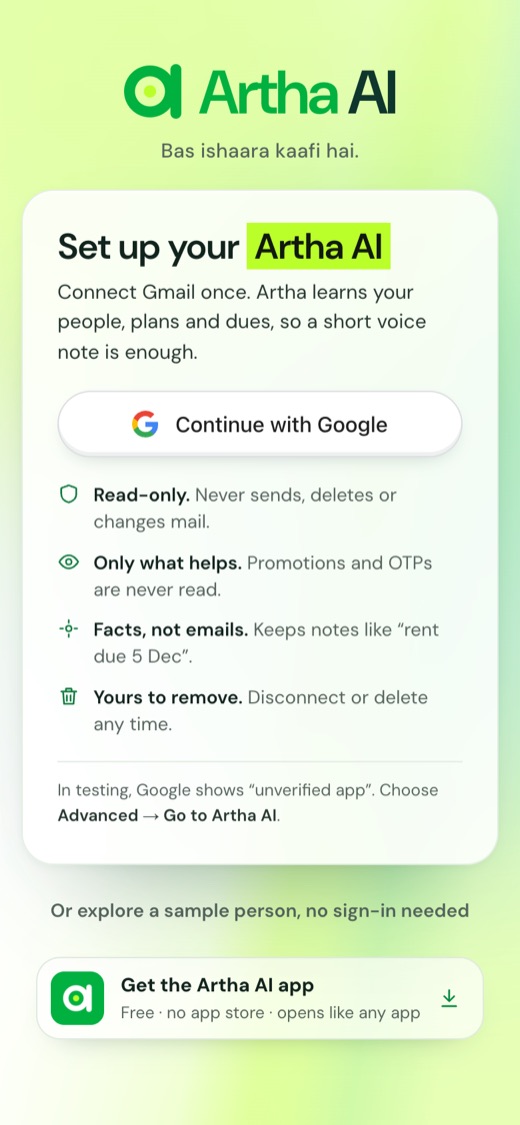 Artha AI
Bas ishaara kaafi hai.
Set up your Artha AI
Connect Gmail once. Artha learns your
people, plans and dues, so a short voice
note is enough.
Continue with Google
Read-only. Never sends, deletes or
changes mail.
Only what helps. Promotions and OTPs
are never read.
Facts, not emails. Keeps notes like “rent
due 5 Dec”.
Yours to remove. Disconnect or delete
any time.
In testing, Google shows “unverified app”. Choose
Advanced → Go to Artha AI.
Or explore a sample person, no sign-in needed
Get the Artha AI app
Free · no app store · opens like any app